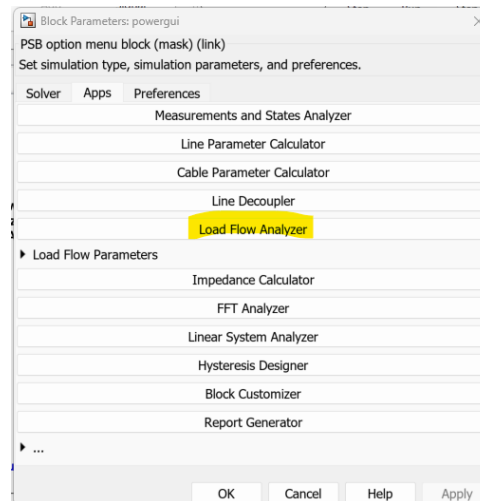 Block Parameters: powergui
PSB option menu block (mask) (link)
Set simulation type, simulation parameters, and preferences.
Solver Apps Preferences
Measurements and States Analyzer
Line Parameter Calculator
Cable Parameter Calculator
Line Decoupler
Load Flow Analyzer
Load Flow Parameters
Impedance Calculator
FFT Analyzer
Linear System Analyzer
Hysteresis Designer
Block Customizer
Report Generator
...
OK Cancel Help Apply